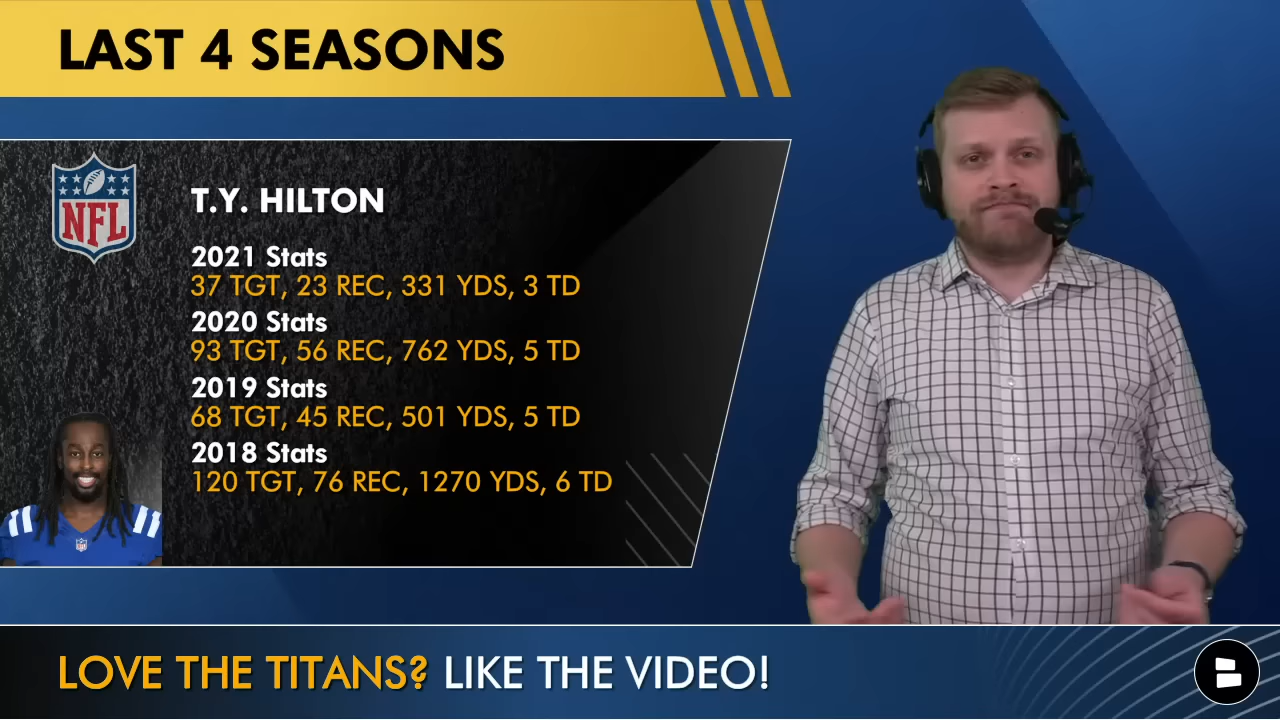 LAST 4 SEASONS
NFL
T.Y. HILTON
2021 Stats
37 TGT, 23 REC, 331 YDS, 3 TD
2020 Stats
93 TGT, 56 REC, 762 YDS, 5 TD
2019 Stats
68 TGT, 45 REC, 501 YDS, 5 TD
2018 Stats
120 TGT, 76 REC, 1270 YDS, 6 TD
LOVE THE TITANS? LIKE THE VIDEO!